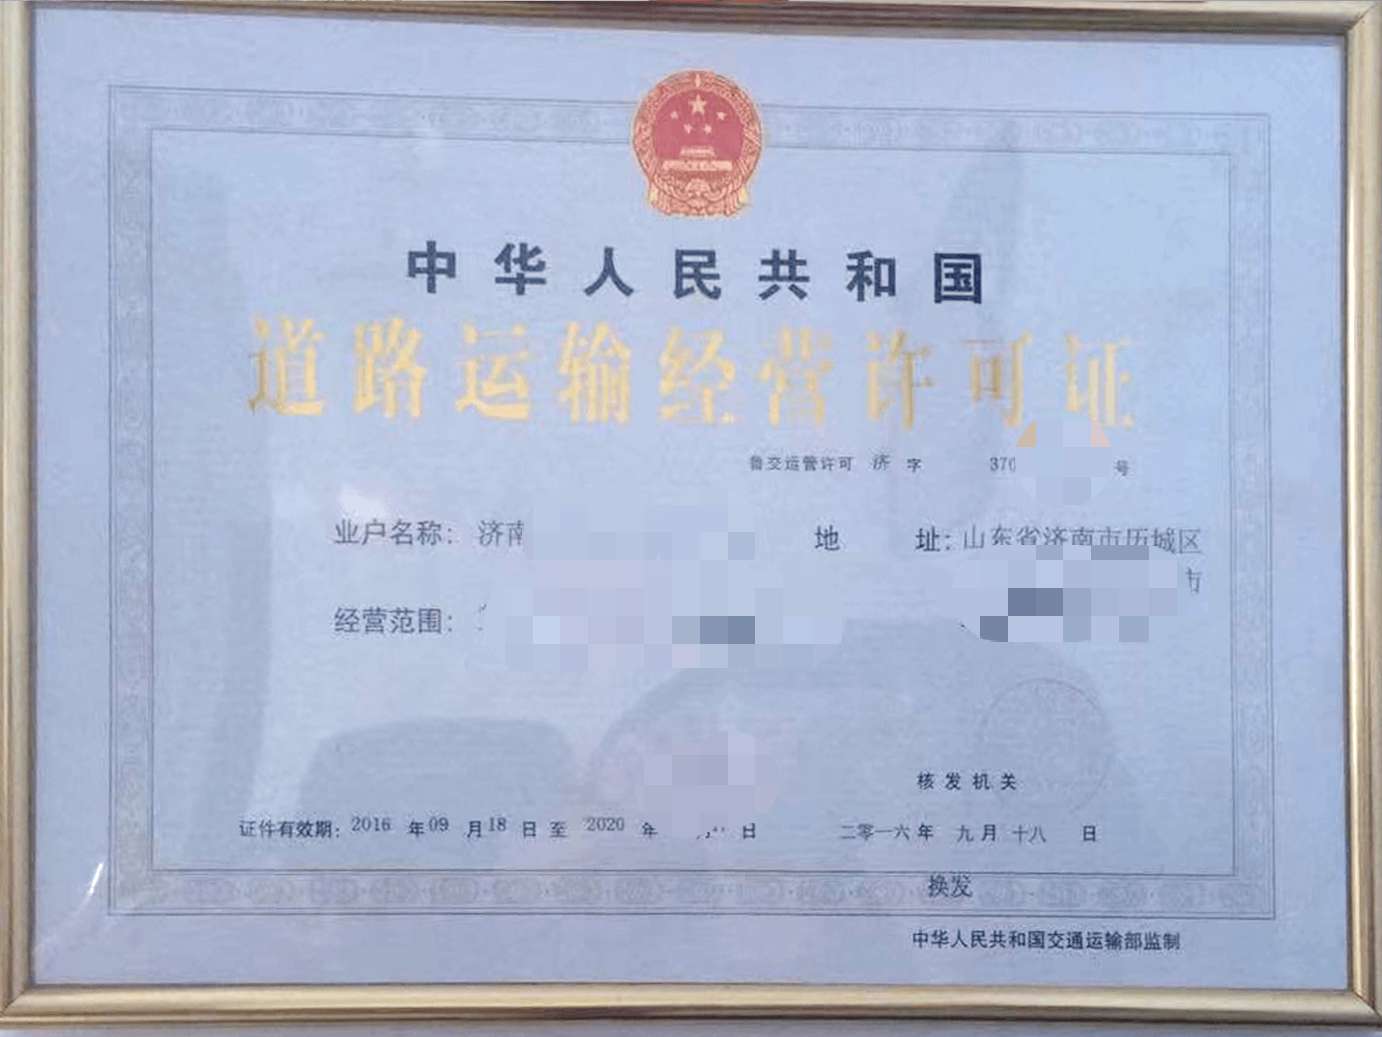 中华人民共和国
道路运输经营许可证
鲁交运管许可 济 字 370 号
业户名称：济南
地 址：山东省济南市历城区
市
经营范围：
核发机关
证件有效期：2016 年 09 月 18 日 至 2020 年 月 日
二零一六 年 九 月 十八 日
换发
中华人民共和国交通运输部监制